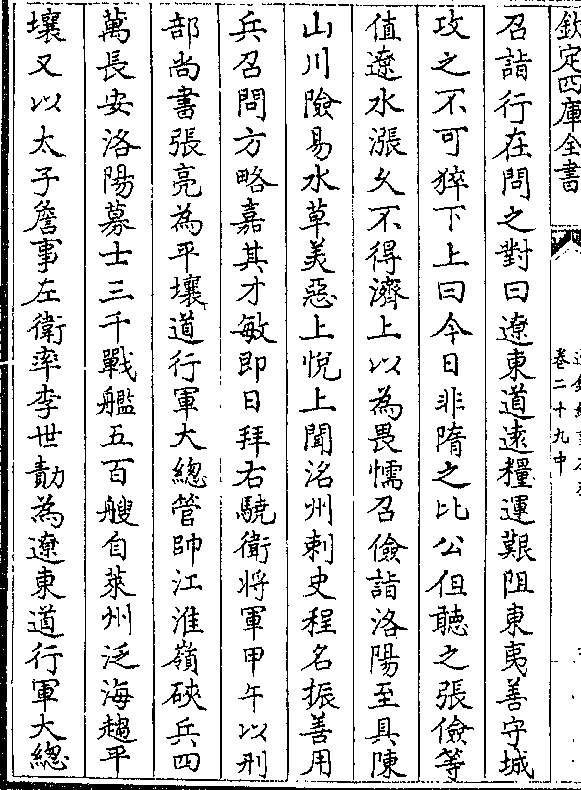 欽定四庫全書
卷二十九中
召詣行在問之對曰遼東道遠糧運艱阻東夷善守城
攻之不可猝下上曰今日非隋之比公但聽之張儉等
值遼水漲久不得濟上以為畏懦召儉詣洛陽至具陳
山川險易水草美惡上悅上聞洺州刺史程名振善用
兵召問方略嘉其才敏即日拜右驍衛將軍甲午以刑
部尚書張亮為平壤道行軍大總管帥江淮嶺硤兵四
萬長安洛陽募士三千戰艦五百艘自萊州泛海趨平
壤又以太子詹事左衛率李世勣為遼東道行軍大總